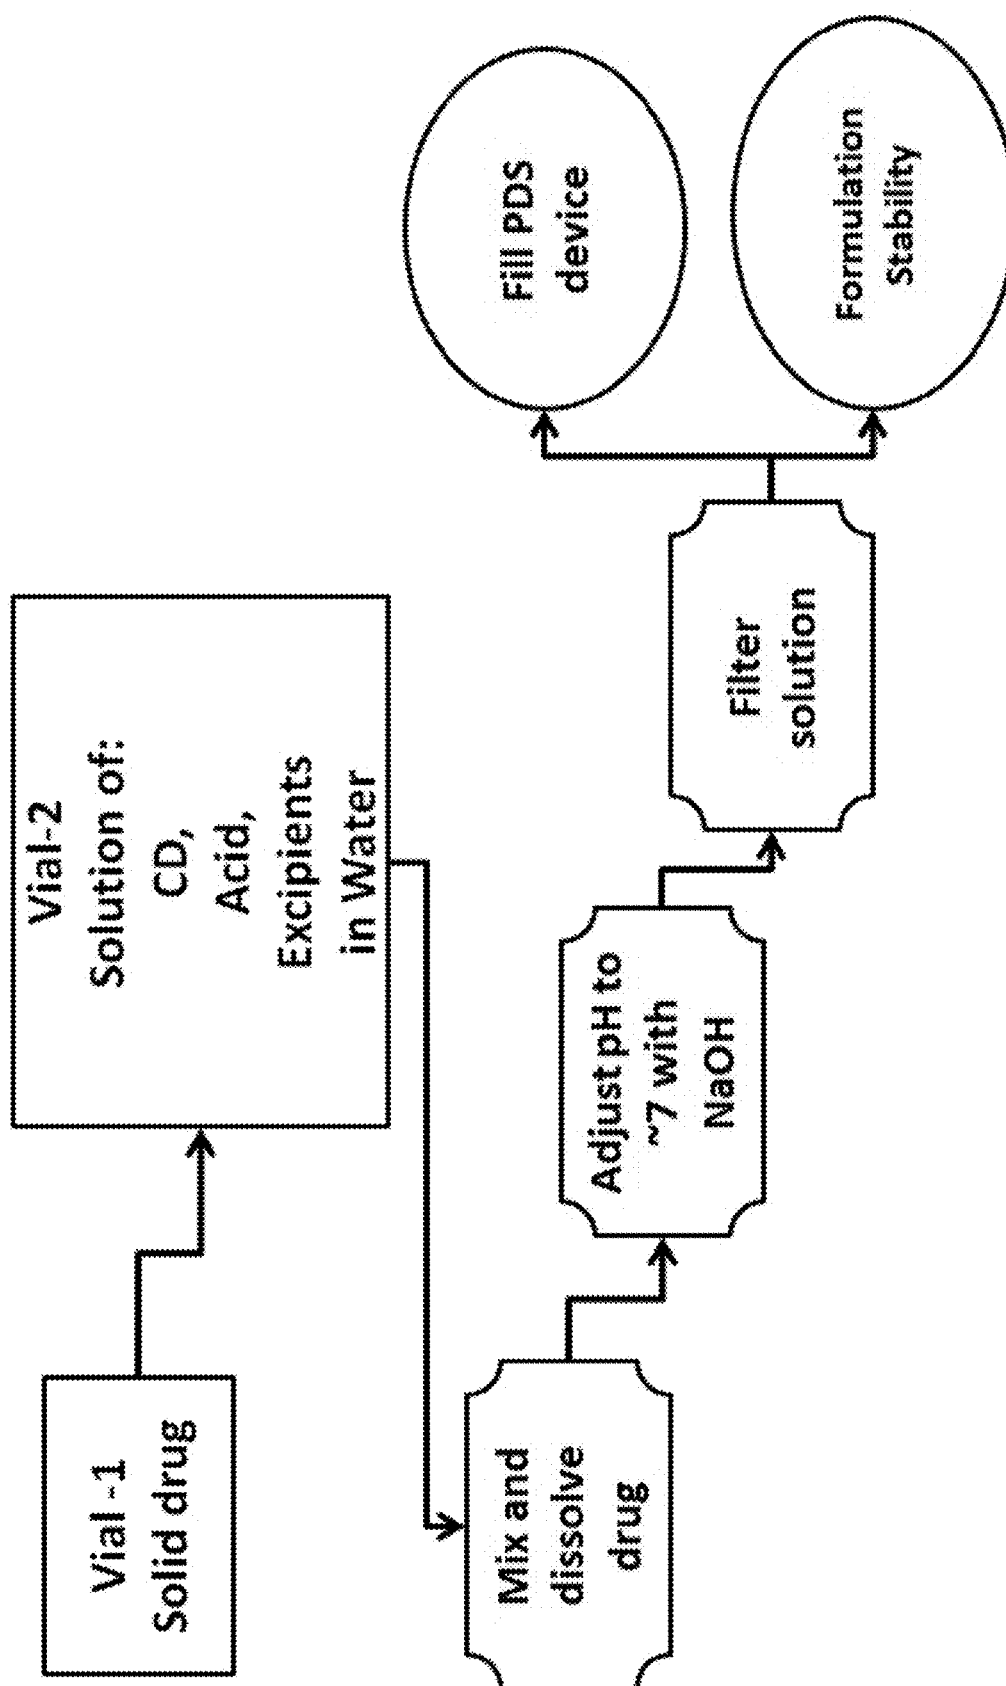 Vial -1
Solid drug
Vial-2
Solution of:
CD,
Acid,
Excipients
in Water
Mix and
dissolve
drug
Adjust pH to
~7 with
NaOH
Filter
solution
Fill PDS
device
Formulation
Stability